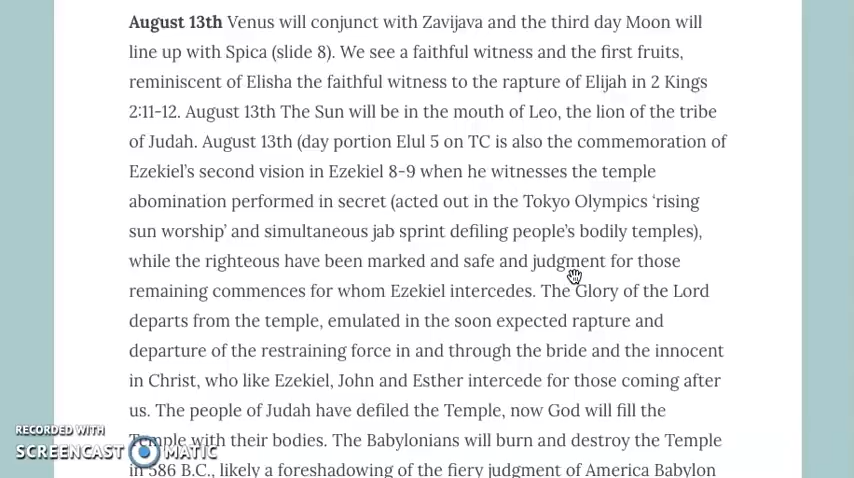 August 13th Venus will conjunct with Zavijava and the third day Moon will
line up with Spica (slide 8). We see a faithful witness and the first fruits,
reminiscent of Elisha the faithful witness to the rapture of Elijah in 2 Kings
2:11-12. August 13th The Sun will be in the mouth of Leo, the lion of the tribe
of Judah. August 13th (day portion Elul 5 on TC is also the commemoration of
Ezekiel's second vision in Ezekiel 8-9 when he witnesses the temple
abomination performed in secret (acted out in the Tokyo Olympics 'rising
sun worship' and simultaneous jab sprint defiling people's bodily temples),
while the righteous have been marked and safe and judgment for those
remaining commences for whom Ezekiel intercedes. The Glory of the Lord
departs from the temple, emulated in the soon expected rapture and
departure of the restraining force in and through the bride and the innocent
in Christ, who like Ezekiel, John and Esther intercede for those coming after
us. The people of Judah have defiled the Temple, now God will fill the
RECORDED WITH
Temple with their bodies. The Babylonians will burn and destroy the Temple
SCREENCAST MATIC
in 586 B.C., likely a foreshadowing of the fiery judgment of America Babylon